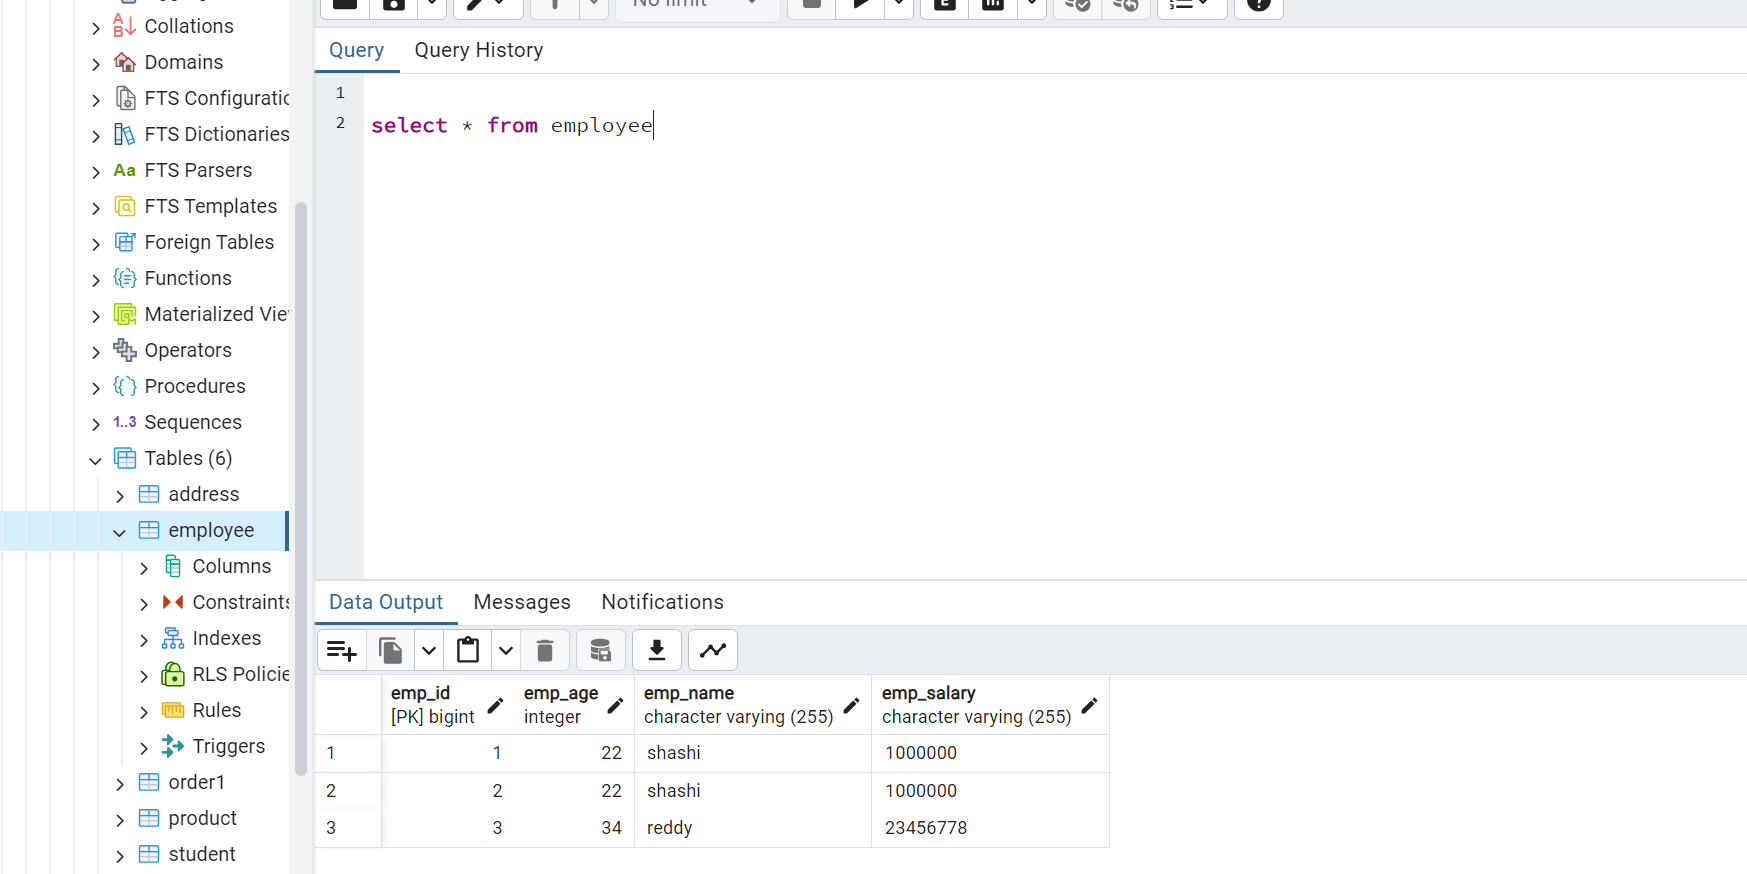 Collations
Domains
FTS Configuratic
FTS Dictionaries
Aa FTS Parsers
FTS Templates
Foreign Tables
Functions
Materialized Vie
Operators
Procedures
1..3 Sequences
Tables (6)
address
employee
Columns
Constraints
Indexes
RLS Policie
Rules
Triggers
order1
product
student
No limit
Query Query History
1
2 select * from employee
Data Output Messages Notifications
emp_id emp_age emp_name emp_salary
[PK] bigint integer character varying (255) character varying (255)
1 1 22 shashi 1000000
2 2 22 shashi 1000000
3 3 34 reddy 23456778